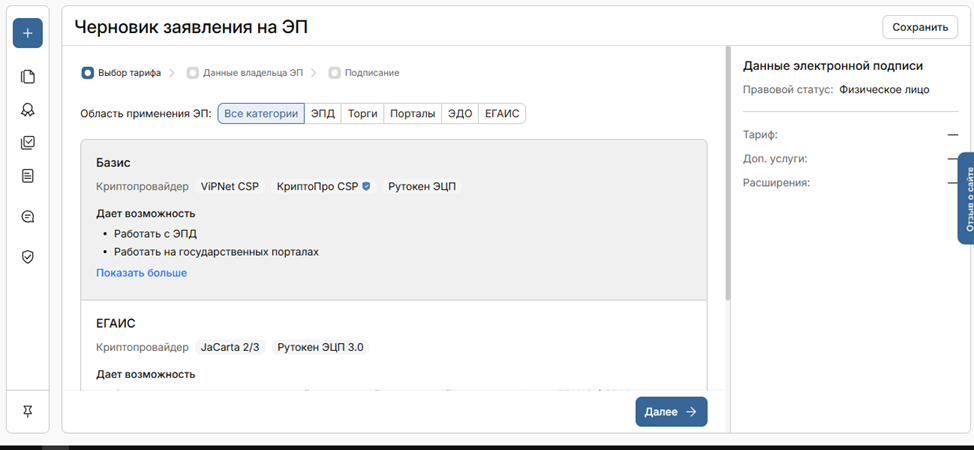 Черновик заявления на ЭП
Сохранить
Выбор тарифа
Данные владельца ЭП
Подписание
Область применения ЭП: Все категории ЭПД Торги Порталы ЭДО ЕГАИС
Базис
Криптопровайдер ViPNet CSP КриптоПро CSP Рутокен ЭЦП
Дает возможность
• Работать с ЭПД
• Работать на государственных порталах
Показать больше
ЕГАИС
Криптопровайдер JaCarta 2/3 Рутокен ЭЦП 3.0
Дает возможность
Далее
Данные электронной подписи
Правовой статус: Физическое лицо
Тариф: —
Доп. услуги: —
Расширения: —
Отзыв о сайте